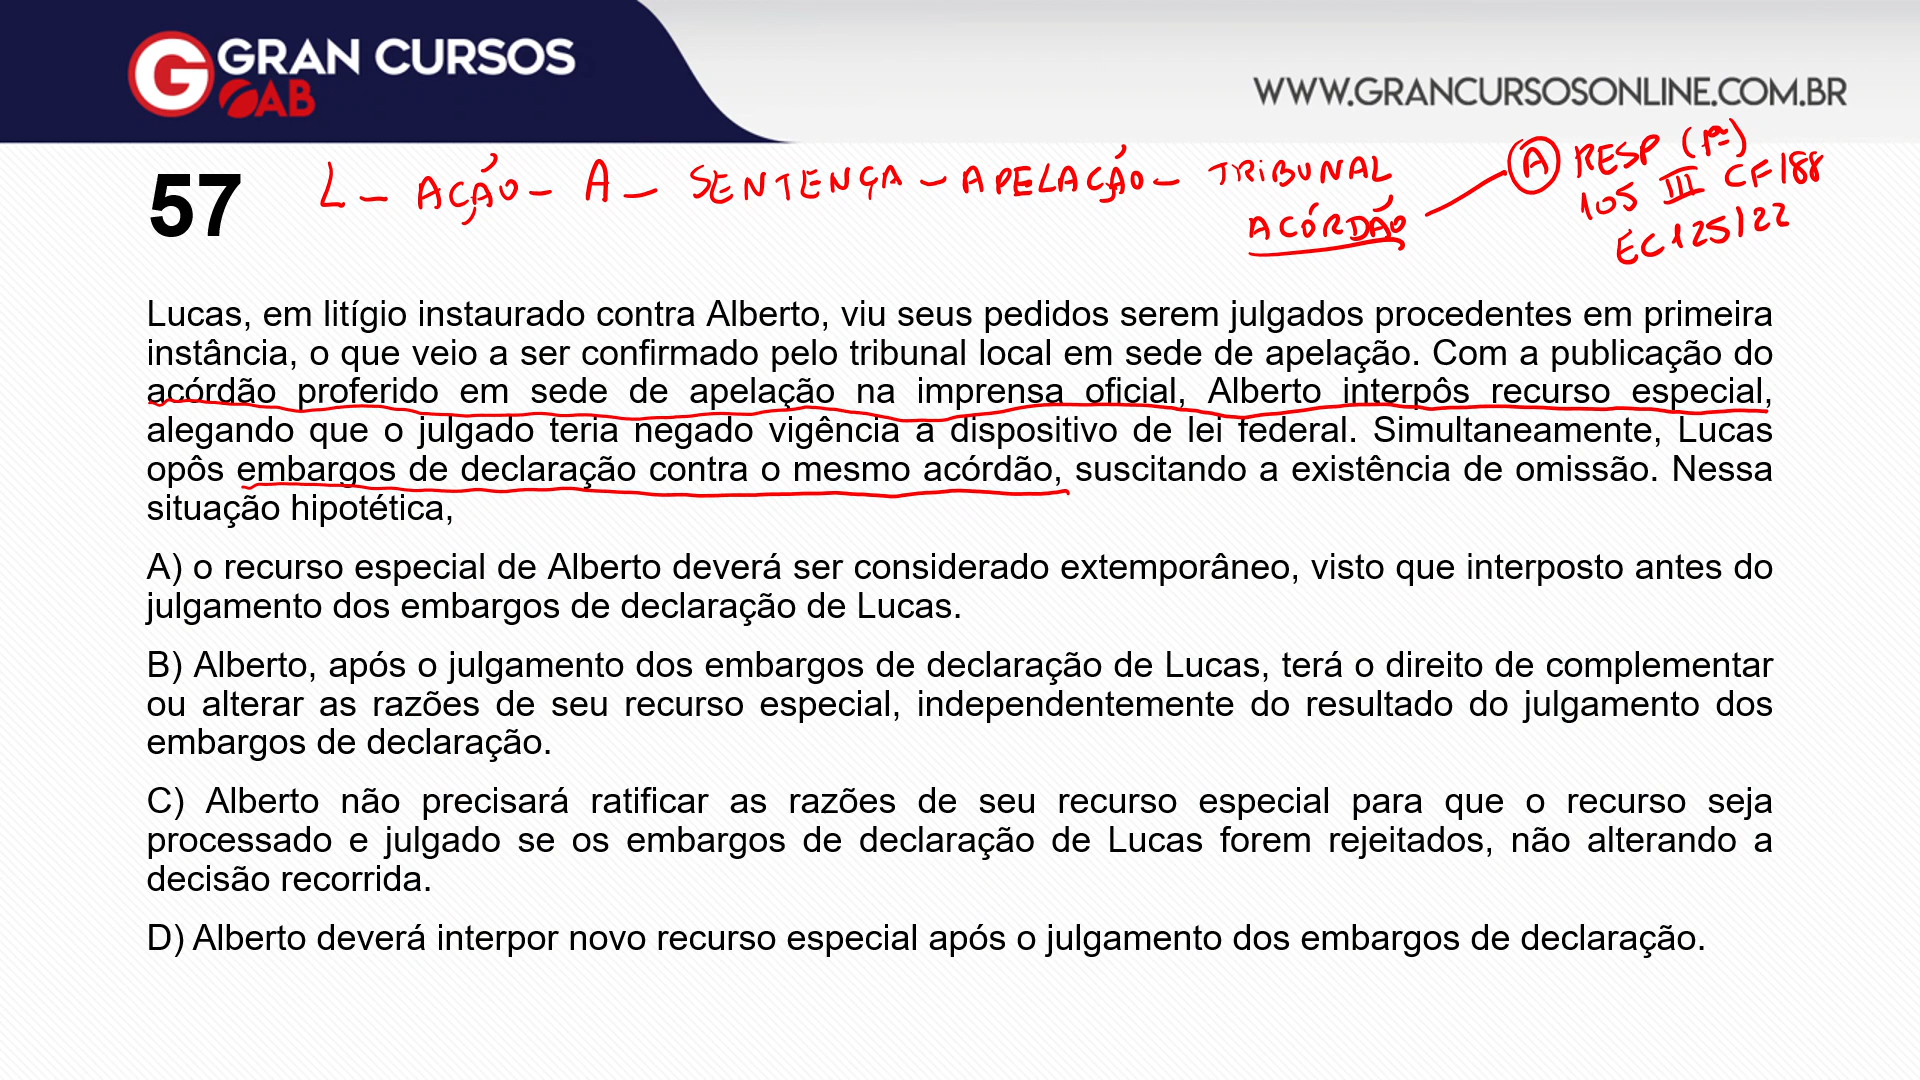 GRAN CURSOS
OAB
WWW.GRANCURSOSONLINE.COM.BR
57
L - AÇÃO - A - SENTENÇA - APELAÇÃO - TRIBUNAL
ACÓRDÃO
A RESP (1ª)
105 III CF/88
EC 125/22
Lucas, em litígio instaurado contra Alberto, viu seus pedidos serem julgados procedentes em primeira
instância, o que veio a ser confirmado pelo tribunal local em sede de apelação. Com a publicação do
acórdão proferido em sede de apelação na imprensa oficial, Alberto interpôs recurso especial,
alegando que o julgado teria negado vigência a dispositivo de lei federal. Simultaneamente, Lucas
opôs embargos de declaração contra o mesmo acórdão, suscitando a existência de omissão. Nessa
situação hipotética,
A) o recurso especial de Alberto deverá ser considerado extemporâneo, visto que interposto antes do
julgamento dos embargos de declaração de Lucas.
B) Alberto, após o julgamento dos embargos de declaração de Lucas, terá o direito de complementar
ou alterar as razões de seu recurso especial, independentemente do resultado do julgamento dos
embargos de declaração.
C) Alberto não precisará ratificar as razões de seu recurso especial para que o recurso seja
processado e julgado se os embargos de declaração de Lucas forem rejeitados, não alterando a
decisão recorrida.
D) Alberto deverá interpor novo recurso especial após o julgamento dos embargos de declaração.